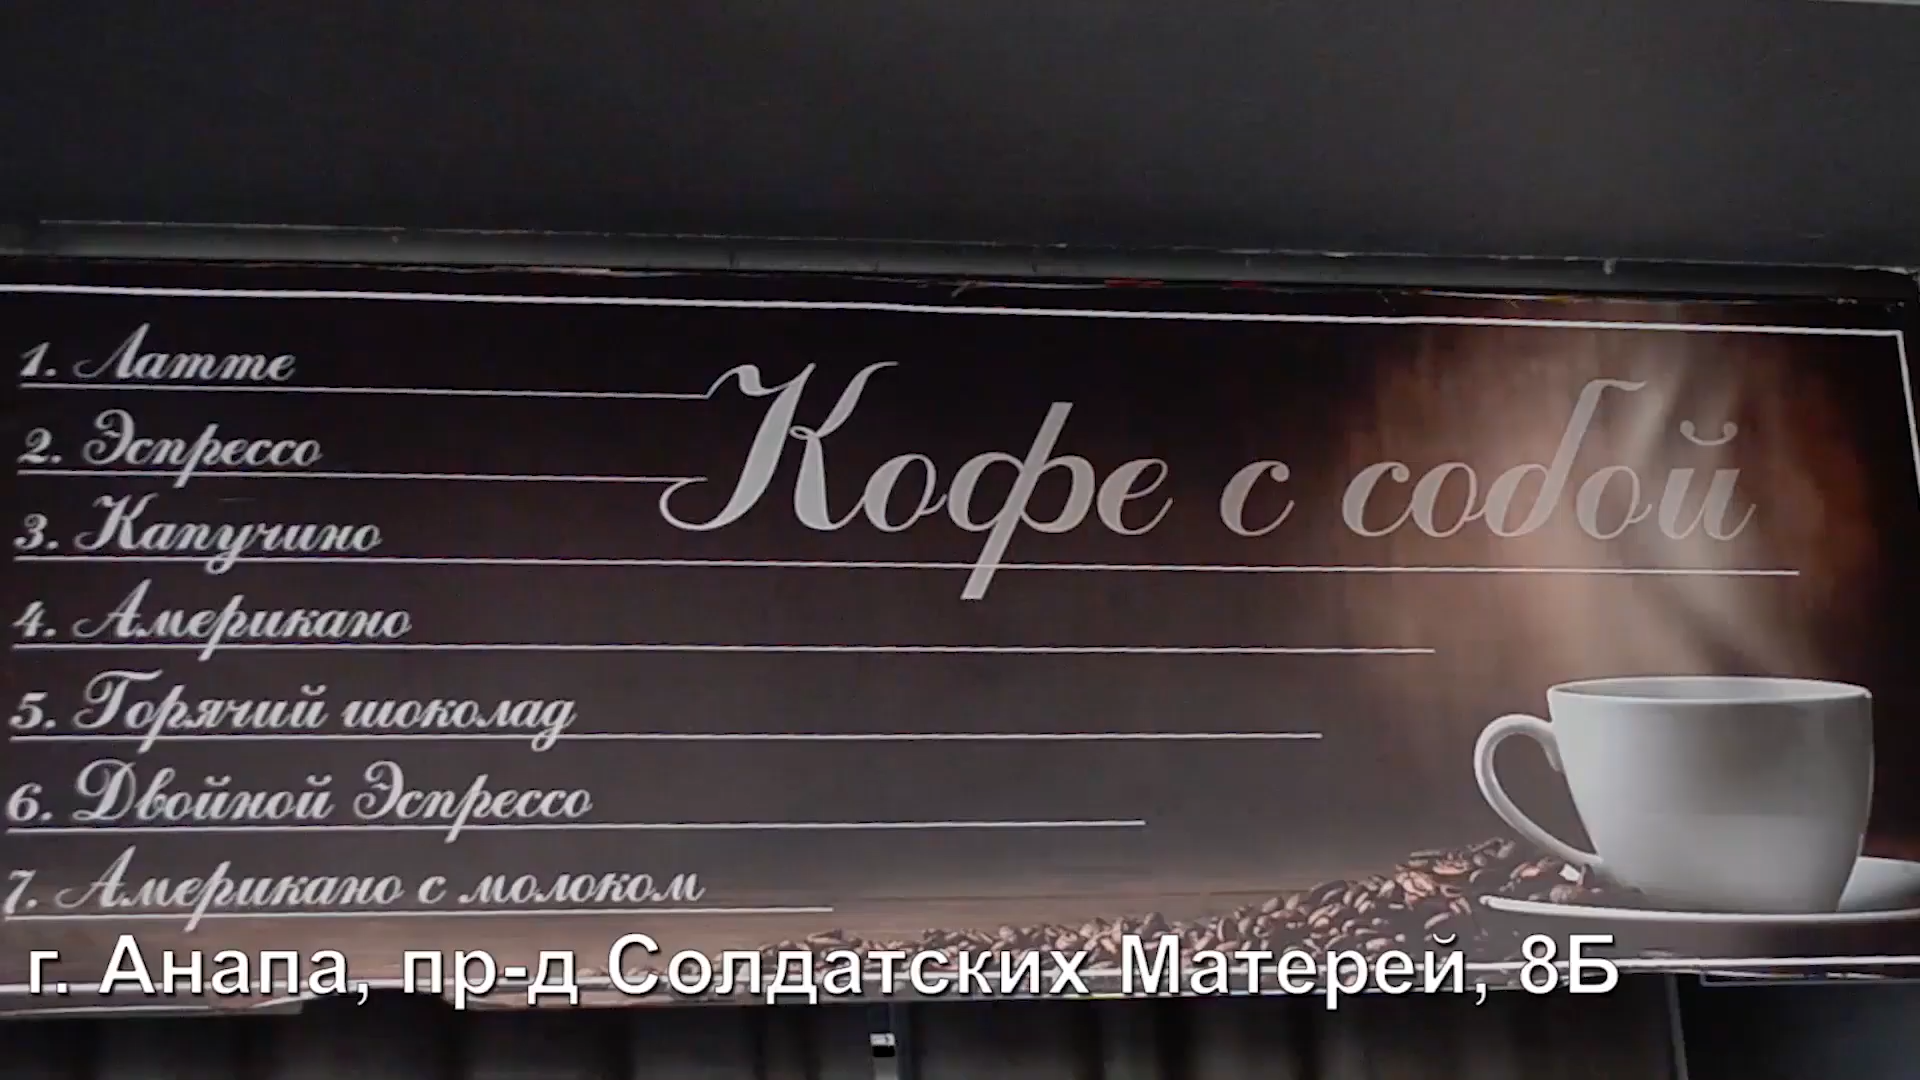 1. Латте
2. Эспрессо
3. Капучино
Кофе с собой
4. Американо
5. Горячий шоколад
6. Двойной Эспрессо
7. Американо с молоком
г. Анапа, пр-д Солдатских Матерей, 8Б